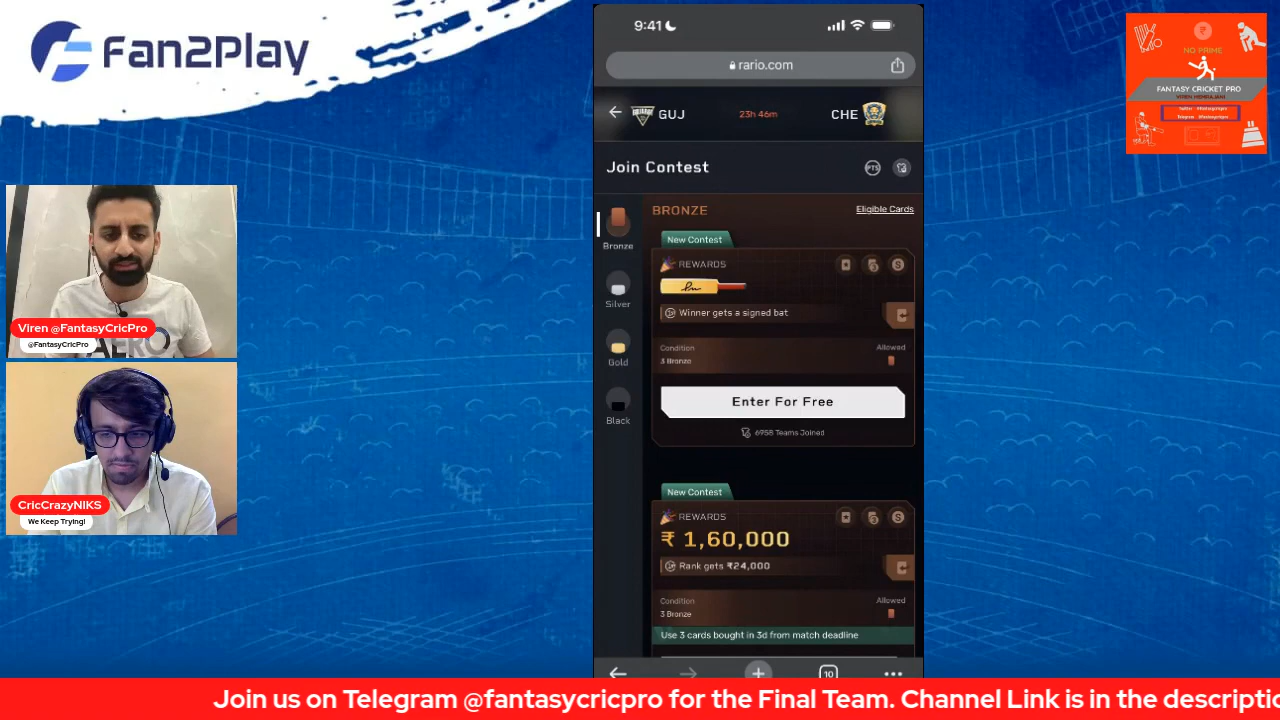 Fan2Play
Viren @FantasyCricPro
@FantasyCricPro
CricCrazyNIKS
We Keep Trying!
9:41
rario.com
GUJ
23h 46m
CHE
Join Contest
PTS
Bronze
Silver
Gold
Black
BRONZE
Eligible Cards
New Contest
REWARDS
Winner gets a signed bat
Condition
Allowed
3 Bronze
Enter For Free
6958 Teams Joined
New Contest
REWARDS
₹ 1,60,000
Rank gets ₹24,000
Condition
Allowed
3 Bronze
Use 3 cards bought in 3d from match deadline
10
NO PRIME
FANTASY CRICKET PRO
VIREN HEMRAJANI
Join us on Telegram @fantasycricpro for the Final Team. Channel Link is in the descriptio